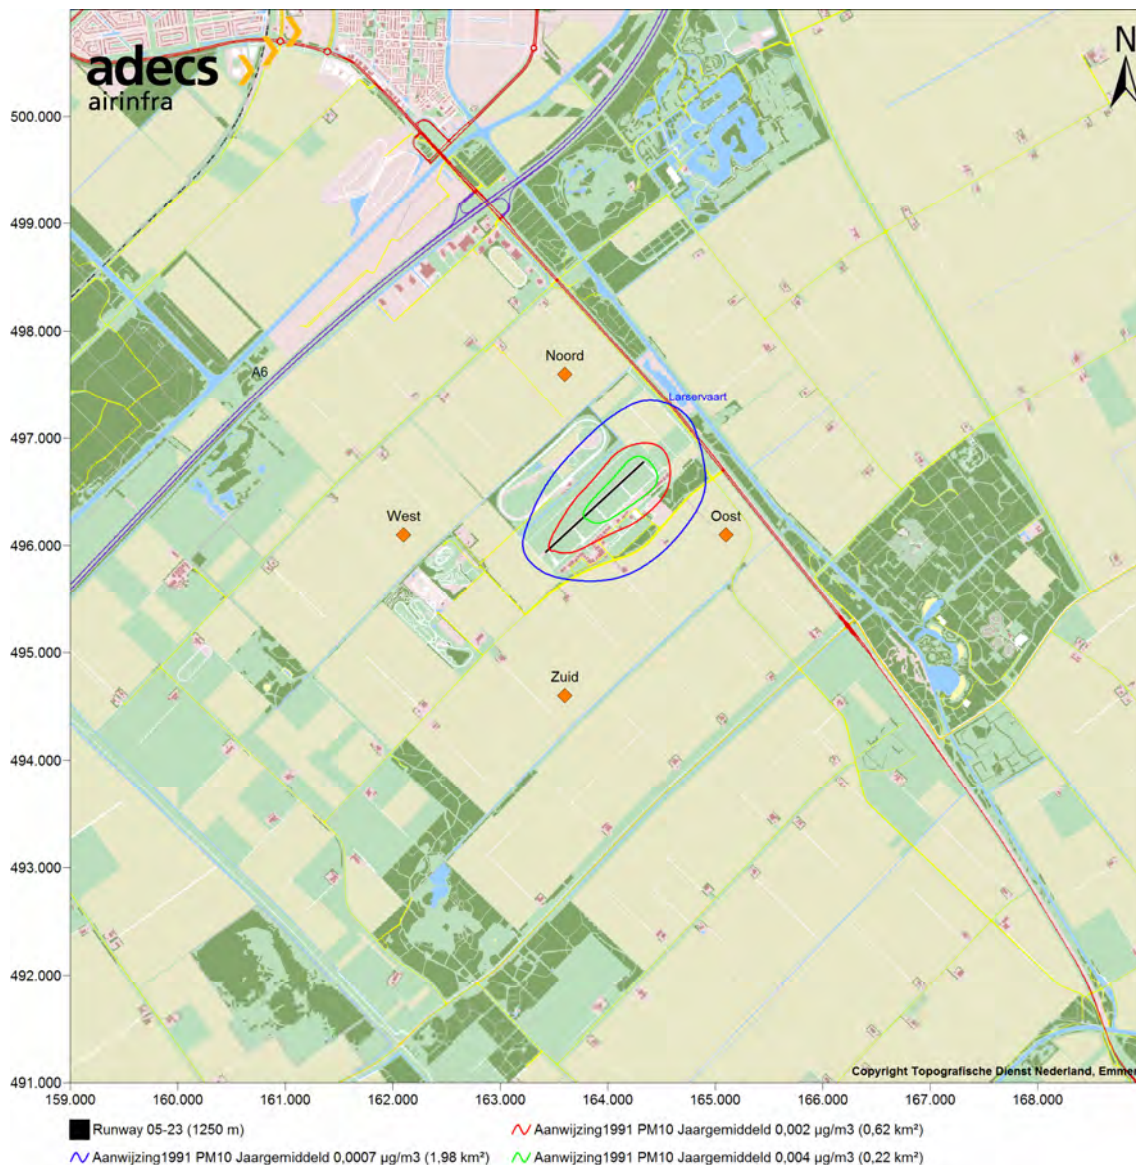 adecs
airinfra
N
500.000
499.000
498.000
Noord
A6
Larservaart
497.000
West
Oost
496.000
495.000
Zuid
494.000
493.000
492.000
491.000
Copyright Topografische Dienst Nederland, Emmen
159.000 160.000 161.000 162.000 163.000 164.000 165.000 166.000 167.000 168.000
Runway 05-23 (1250 m)
Aanwijzing1991 PM10 Jaargemiddeld 0,002 µg/m3 (0,62 km²)
Aanwijzing1991 PM10 Jaargemiddeld 0,0007 µg/m3 (1,98 km²)
Aanwijzing1991 PM10 Jaargemiddeld 0,004 µg/m3 (0,22 km²)